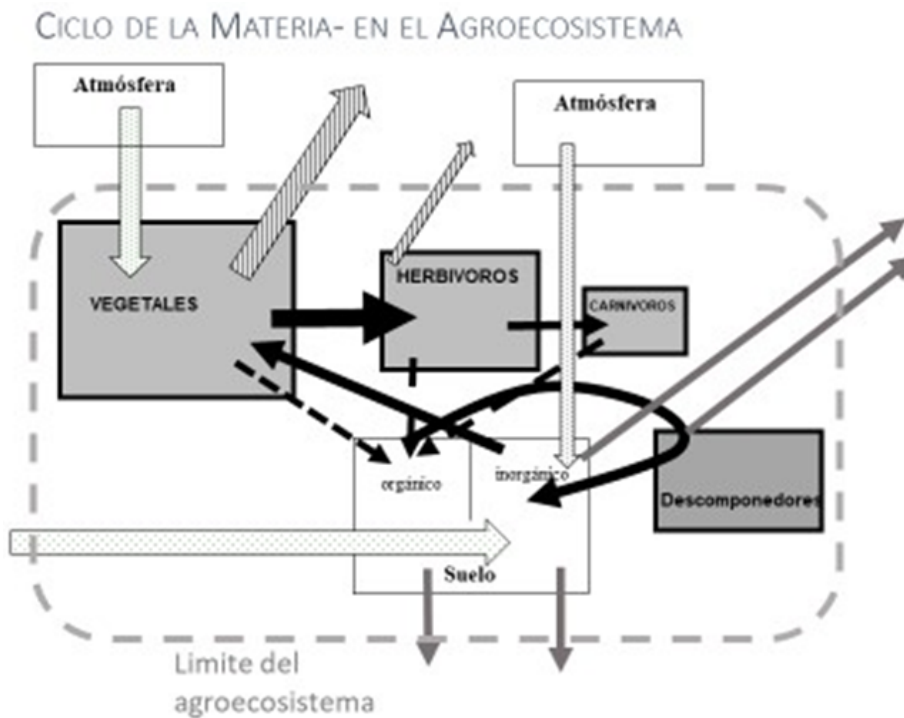 CICLO DE LA MATERIA- EN EL AGROECOSISTEMA
Atmósfera
Atmósfera
VEGETALES
HERBIVOROS
CARNIVOROS
orgánico
inorgánico
Descomponedores
Suelo
Limite del
agroecosistema